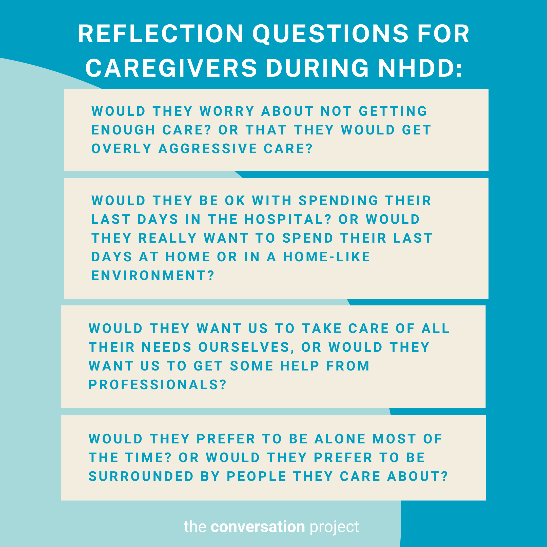 REFLECTION QUESTIONS FOR
CAREGIVERS DURING NHDD:
WOULD THEY WORRY ABOUT NOT GETTING
ENOUGH CARE? OR THAT THEY WOULD GET
OVERLY AGGRESSIVE CARE?
WOULD THEY BE OK WITH SPENDING THEIR
LAST DAYS IN THE HOSPITAL? OR WOULD
THEY REALLY WANT TO SPEND THEIR LAST
DAYS AT HOME OR IN A HOME-LIKE
ENVIRONMENT?
WOULD THEY WANT US TO TAKE CARE OF ALL
THEIR NEEDS OURSELVES, OR WOULD THEY
WANT US TO GET SOME HELP FROM
PROFESSIONALS?
WOULD THEY PREFER TO BE ALONE MOST OF
THE TIME? OR WOULD THEY PREFER TO BE
SURROUNDED BY PEOPLE THEY CARE ABOUT?
the conversation project